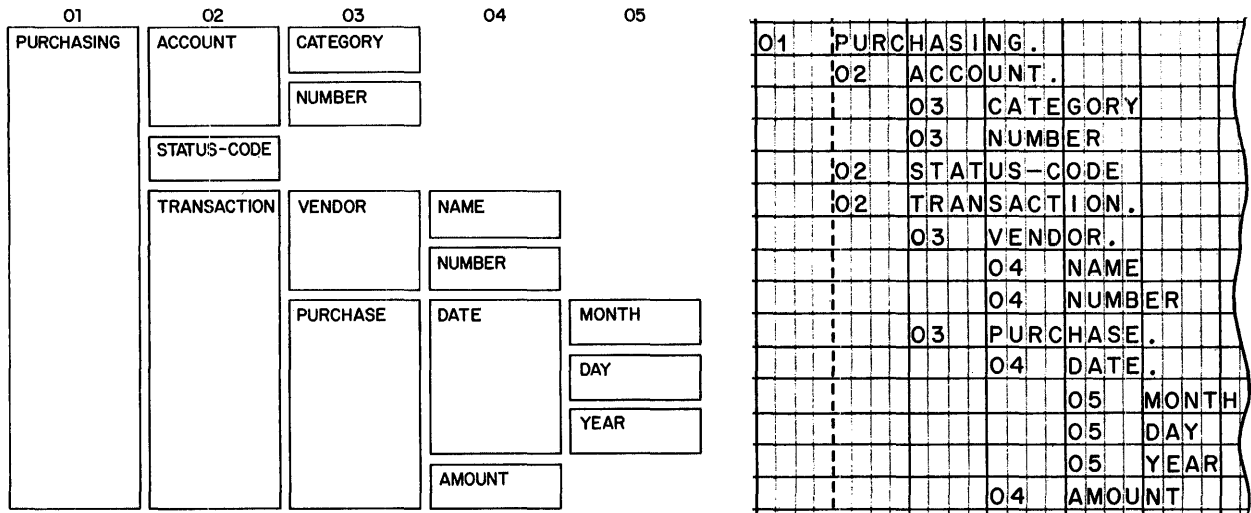 01 02 03 04 05
PURCHASING ACCOUNT CATEGORY
NUMBER
STATUS-CODE
TRANSACTION VENDOR NAME
NUMBER
PURCHASE DATE MONTH
DAY
YEAR
AMOUNT
01 PURCHASING.
02 ACCOUNT.
03 CATEGORY
03 NUMBER
02 STATUS-CODE
02 TRANSACTION.
03 VENDOR.
04 NAME
04 NUMBER
03 PURCHASE.
04 DATE.
05 MONTH
05 DAY
05 YEAR
04 AMOUNT